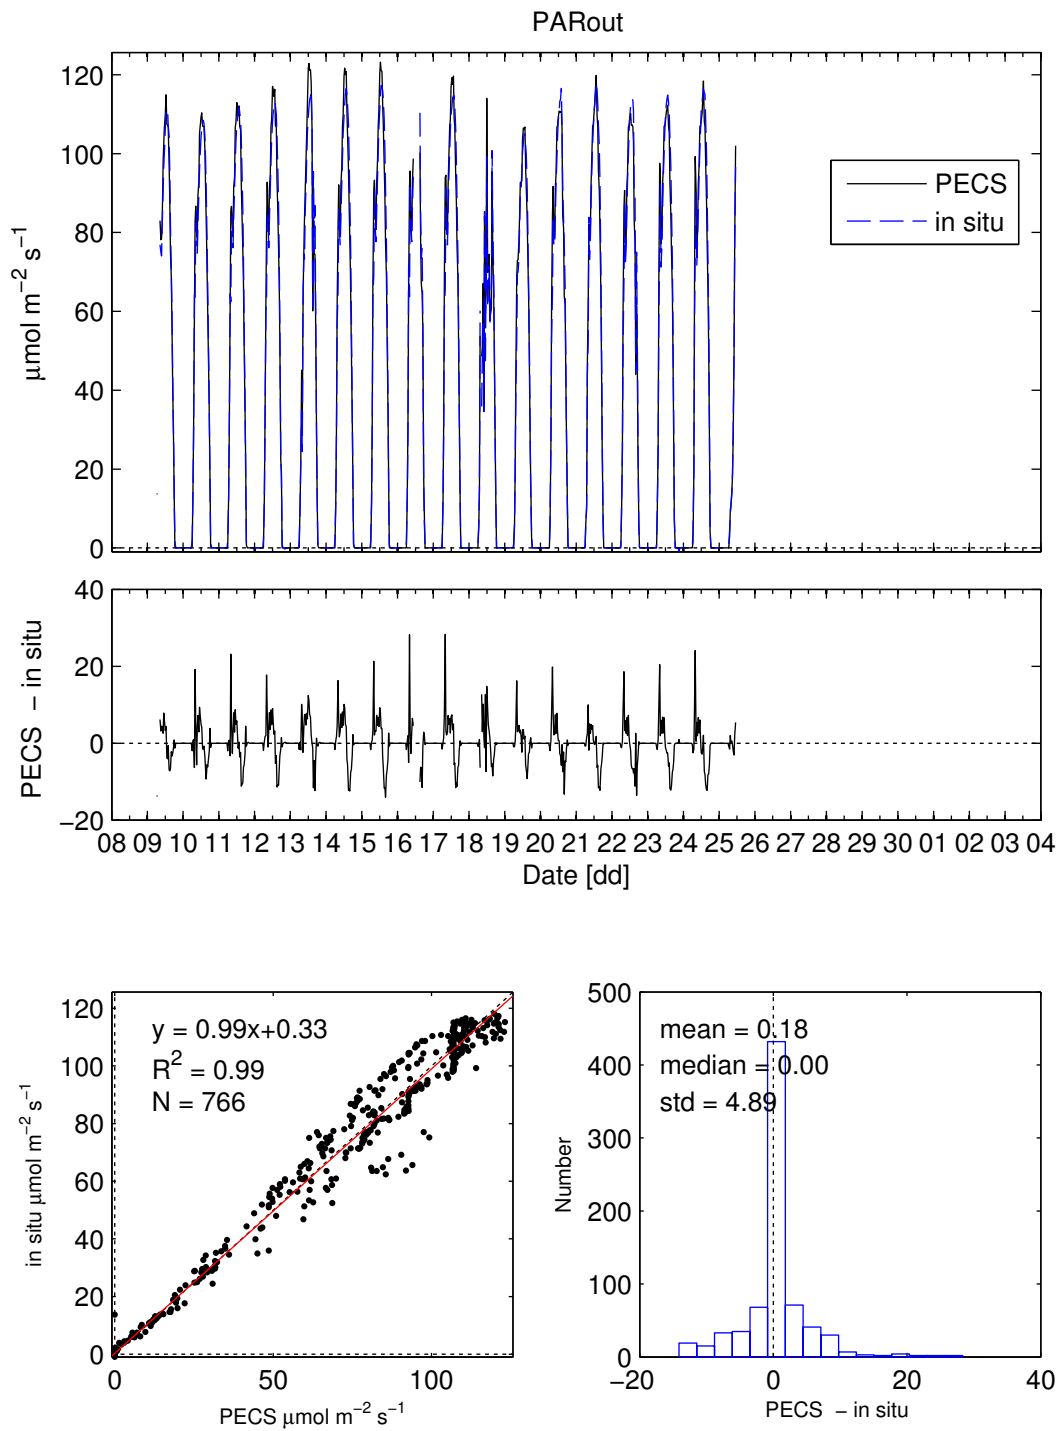 PARout
120
100
80
60
40
20
0
μmol m−2 s−1
PECS
in situ
40
20
0
−20
PECS − in situ
08 09 10 11 12 13 14 15 16 17 18 19 20 21 22 23 24 25 26 27 28 29 30 01 02 03 04
Date [dd]
120
100
80
60
40
20
0
in situ μmol m−2 s−1
y = 0.99x+0.33
R2 = 0.99
N = 766
0 50 100
PECS μmol m−2 s−1
500
400
300
200
100
0
Number
mean = 0.18
median = 0.00
std = 4.89
−20 0 20 40
PECS − in situ